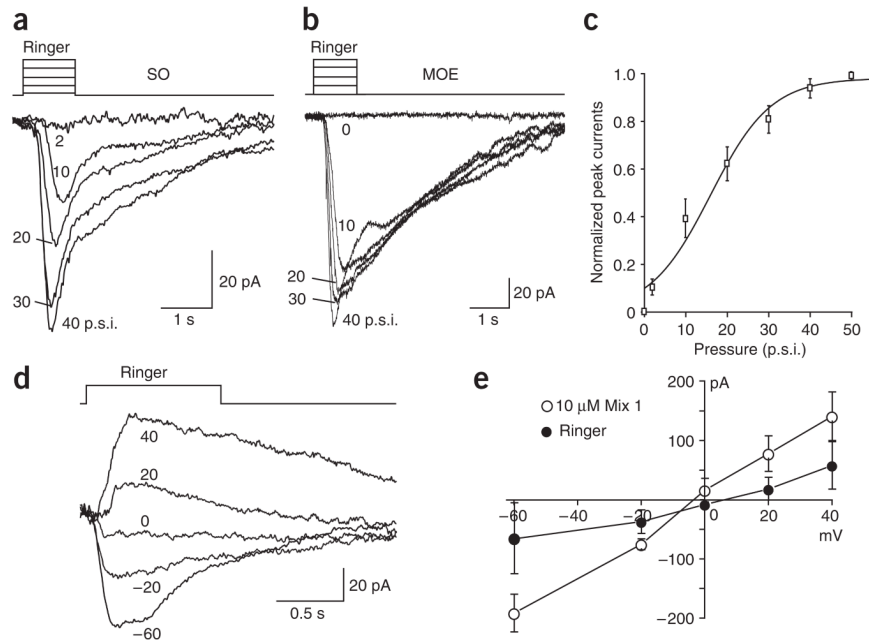 a
Ringer
SO
2
10
20
30
40 p.s.i.
20 pA
1 s
b
Ringer
MOE
0
10
20
30
40 p.s.i.
20 pA
1 s
c
Normalized peak currents
1.0
0.8
0.6
0.4
0.2
0
0 10 20 30 40 50
Pressure (p.s.i.)
d
Ringer
40
20
0
−20
−60
20 pA
0.5 s
e
10 μM Mix 1
Ringer
200 pA
100
−60 −20 0 20 40
mV
−100
−200